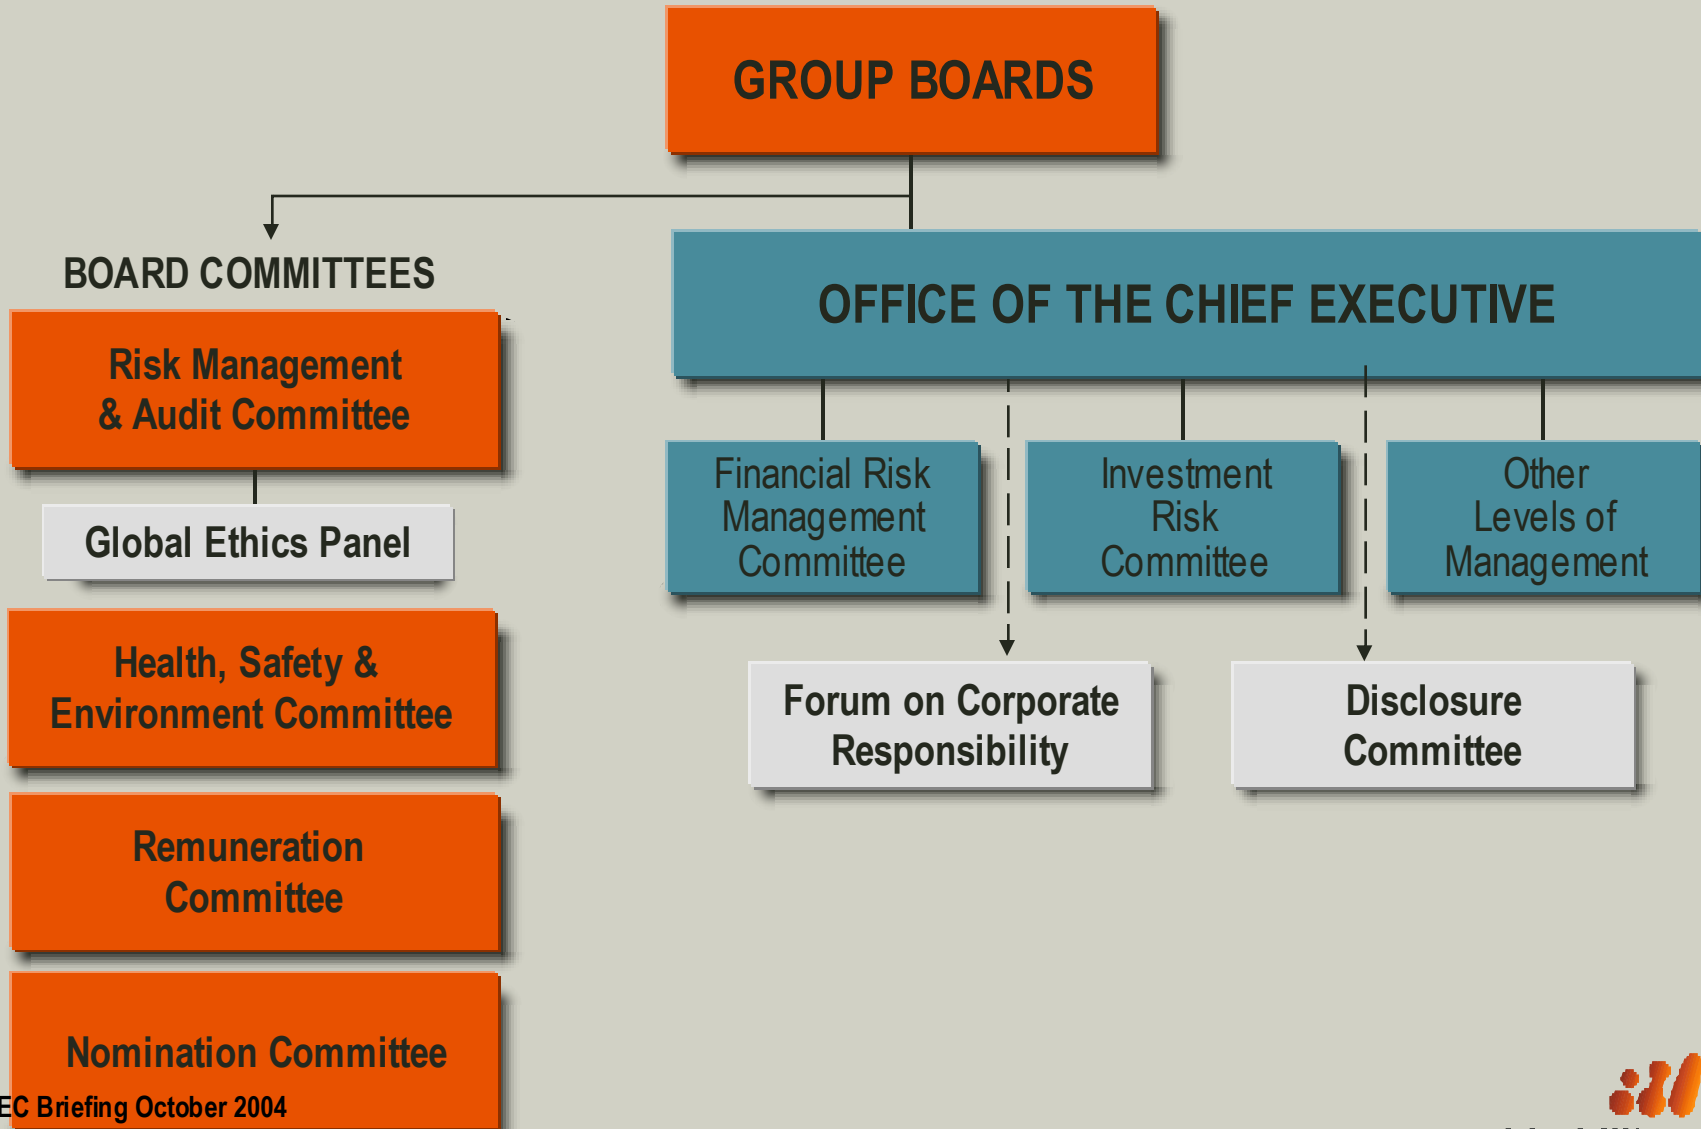 GROUP BOARDS
BOARD COMMITTEES
Risk Management
& Audit Committee
Global Ethics Panel
Health, Safety &
Environment Committee
Remuneration
Committee
Nomination Committee
OFFICE OF THE CHIEF EXECUTIVE
Financial Risk
Management
Committee
Investment
Risk
Committee
Other
Levels of
Management
Forum on Corporate
Responsibility
Disclosure
Committee
Briefing October 2004